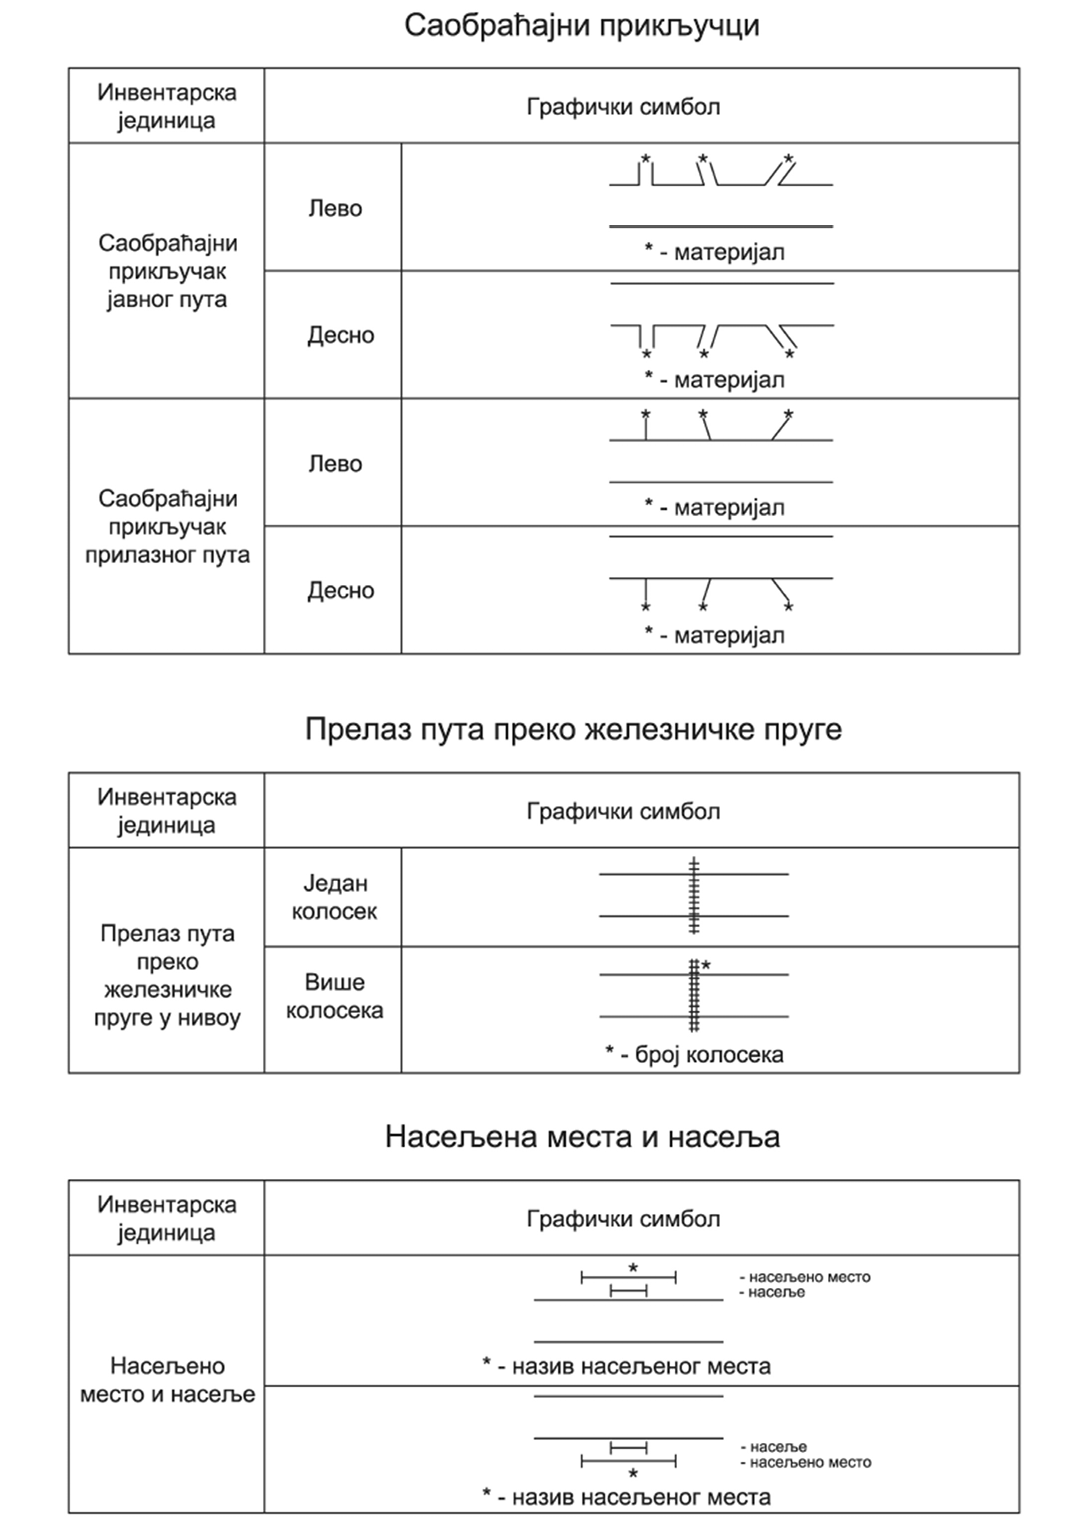 Саобраћајни прикључци
Инвентарска
јединица
Графички симбол
Саобраћајни
прикључак
јавног пута
Лево
* * *
* - материјал
Десно
* * *
* - материјал
Саобраћајни
прикључак
прилазног пута
Лево
* * *
* - материјал
Десно
* * *
* - материјал
Прелаз пута преко железничке пруге
Инвентарска
јединица
Графички симбол
Прелаз пута
преко
железничке
пруге у нивоу
Један
колосек
Више
колосека
*
* - број колосека
Насељена места и насеља
Инвентарска
јединица
Графички симбол
Насељено
место и насеље
*
- насељено место
- насеље
* - назив насељеног места
- насеље
- насељено место
*
* - назив насељеног места